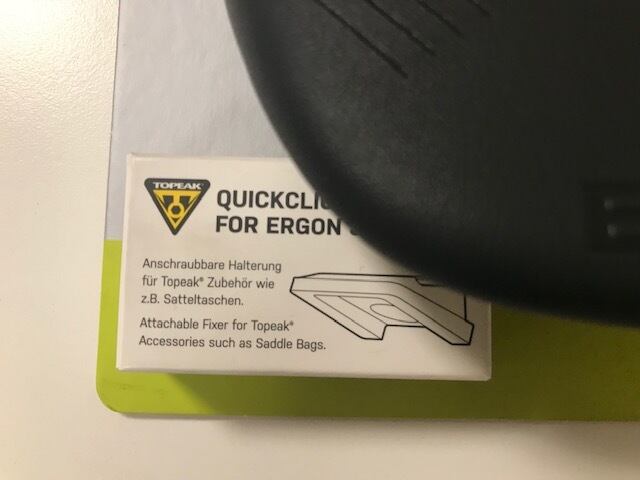 TOPEAK
QUICKCLI
FOR ERGON
Anschraubbare Halterung
für Topeak® Zubehör wie
z.B. Satteltaschen.
Attachable Fixer for Topeak®
Accessories such as Saddle Bags.